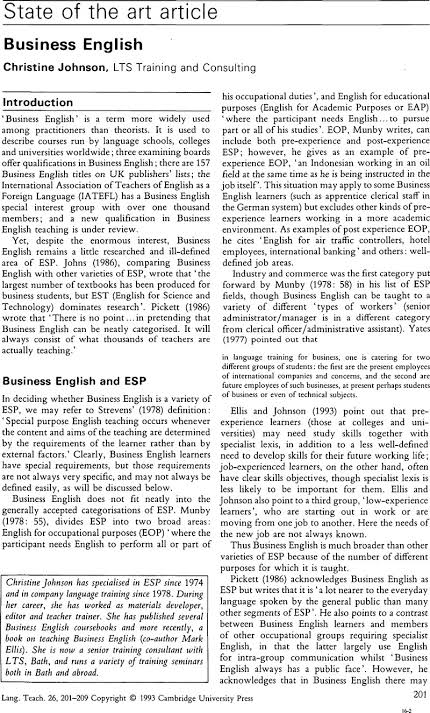 State of the art article
Business English
Christine Johnson, LTS Training and Consulting
Introduction
'Business English' is a term more widely used
among practitioners than theorists. It is used to
describe courses run by language schools, colleges
and universities worldwide; three examining boards
offer qualifications in Business English; there are 157
Business English titles on UK publishers' lists; the
International Association of Teachers of English as a
Foreign Language (IATEFL) has a Business English
special interest group with over one thousand
members; and a new qualification in Business
English teaching is under review.
Yet, despite the enormous interest, Business
English remains a little researched and ill-defined
area of ESP. Johns (1986), comparing Business
English with other varieties of ESP, wrote that 'the
largest number of textbooks has been produced for
business students, but EST (English for Science and
Technology) dominates research'. Pickett (1986)
wrote that 'There is no point...in pretending that
Business English can be neatly categorised. It will
always consist of what thousands of teachers are
actually teaching.'
Business English and ESP
In deciding whether Business English is a variety of
ESP, we may refer to Strevens' (1978) definition:
'Special purpose English teaching occurs whenever
the content and aims of the teaching are determined
by the requirements of the learner rather than by
external factors.' Clearly, Business English learners
have special requirements, but those requirements
are not always very specific, and may not always be
defined easily, as will be discussed below.
Business English does not fit neatly into the
generally accepted categorisations of ESP. Munby
(1978: 55), divides ESP into two broad areas:
English for occupational purposes (EOP) 'where the
participant needs English to perform all or part of
Christine Johnson has specialised in ESP since 1974
and in company language training since 1978. During
her career, she has worked as materials developer,
editor and teacher trainer. She has published several
Business English coursebooks and more recently, a
book on teaching Business English (co-author Mark
Ellis). She is now a senior training consultant with
LTS, Bath, and runs a variety of training seminars
both in Bath and abroad.
his occupational duties', and English for educational
purposes (English for Academic Purposes or EAP)
'where the participant needs English...to pursue
part or all of his studies'. EOP, Munby writes, can
include both pre-experience and post-experience
ESP; however, he gives as an example of pre-
experience EOP, 'an Indonesian working in an oil
field at the same time as he is being instructed in the
job itself'. This situation may apply to some Business
English learners (such as apprentice clerical staff in
the German system) but excludes other kinds of pre-
experience learners working in a more academic
environment. As examples of post experience EOP,
he cites 'English for air traffic controllers, hotel
employees, international banking' and others: well-
defined job areas.
Industry and commerce was the first category put
forward by Munby (1978: 58) in his list of ESP
fields, though Business English can be taught to a
variety of different 'types of workers' (senior
administrator/manager is in a different category
from clerical officer/administrative assistant). Yates
(1977) pointed out that
in language training for business, one is catering for two
different groups of students: the first are the present employees
of international companies and concerns, and the second are
future employees of such businesses, at present perhaps students
of business or even of technical subjects.
Ellis and Johnson (1993) point out that pre-
experience learners (those at colleges and uni-
versities) may need study skills together with
specialist lexis, in addition to a less well-defined
need to develop skills for their future working life;
job-experienced learners, on the other hand, often
have clear skills objectives, though specialist lexis is
less likely to be important for them. Ellis and
Johnson also point to a third group, 'low-experience
learners', who are starting out in work or are
moving from one job to another. Here the needs of
the new job are not always known.
Thus Business English is much broader than other
varieties of ESP because of the number of different
purposes for which it is taught.
Pickett (1986) acknowledges Business English as
ESP but writes that it is 'a lot nearer to the everyday
language spoken by the general public than many
other segments of ESP'. He also points to a contrast
between Business English learners and members
of other occupational groups requiring specialist
English, in that the latter largely use English
for intra-group communication whilst 'Business
English always has a public face'. However, he
acknowledges that in Business English there may
Lang. Teach. 26, 201–209 Copyright © 1993 Cambridge University Press
201
16-2